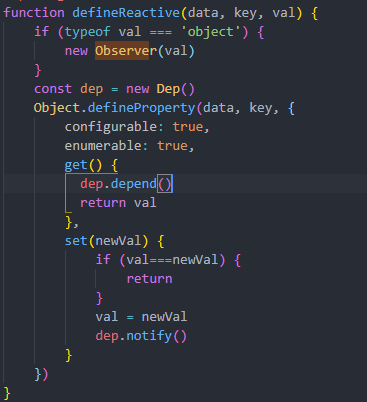 function defineReactive(data, key, val) {
    if (typeof val === 'object') {
        new Observer(val)
    }
    const dep = new Dep()
    Object.defineProperty(data, key, {
        configurable: true,
        enumerable: true,
        get() {
          dep.depend()
          return val
        },
        set(newVal) {
            if (val===newVal) {
                return
            }
            val = newVal
            dep.notify()
        }
    })
}